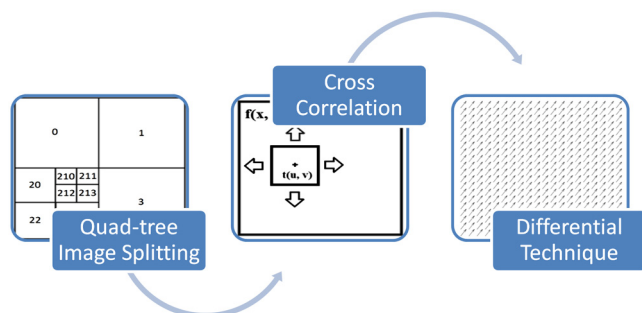 Cross
Correlation
0
1
20
210
211
212
213
22
3
Quad-tree
Image Splitting
f(x,
t(u, v)
Differential
Technique